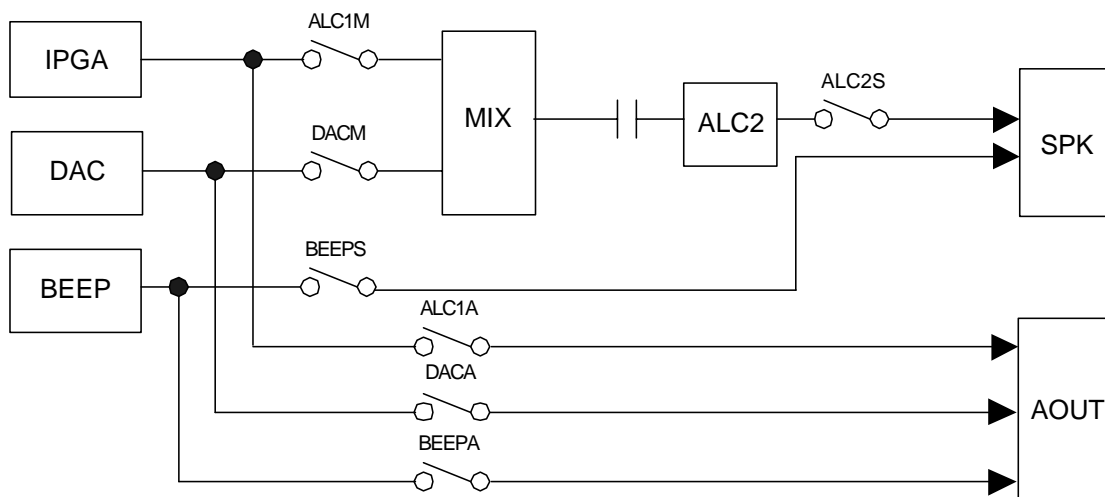 ALC1M
IPGA
MIX
ALC2S
DACM
ALC2
SPK
DAC
BEEPS
BEEP
ALC1A
DACA
AOUT
BEEPA